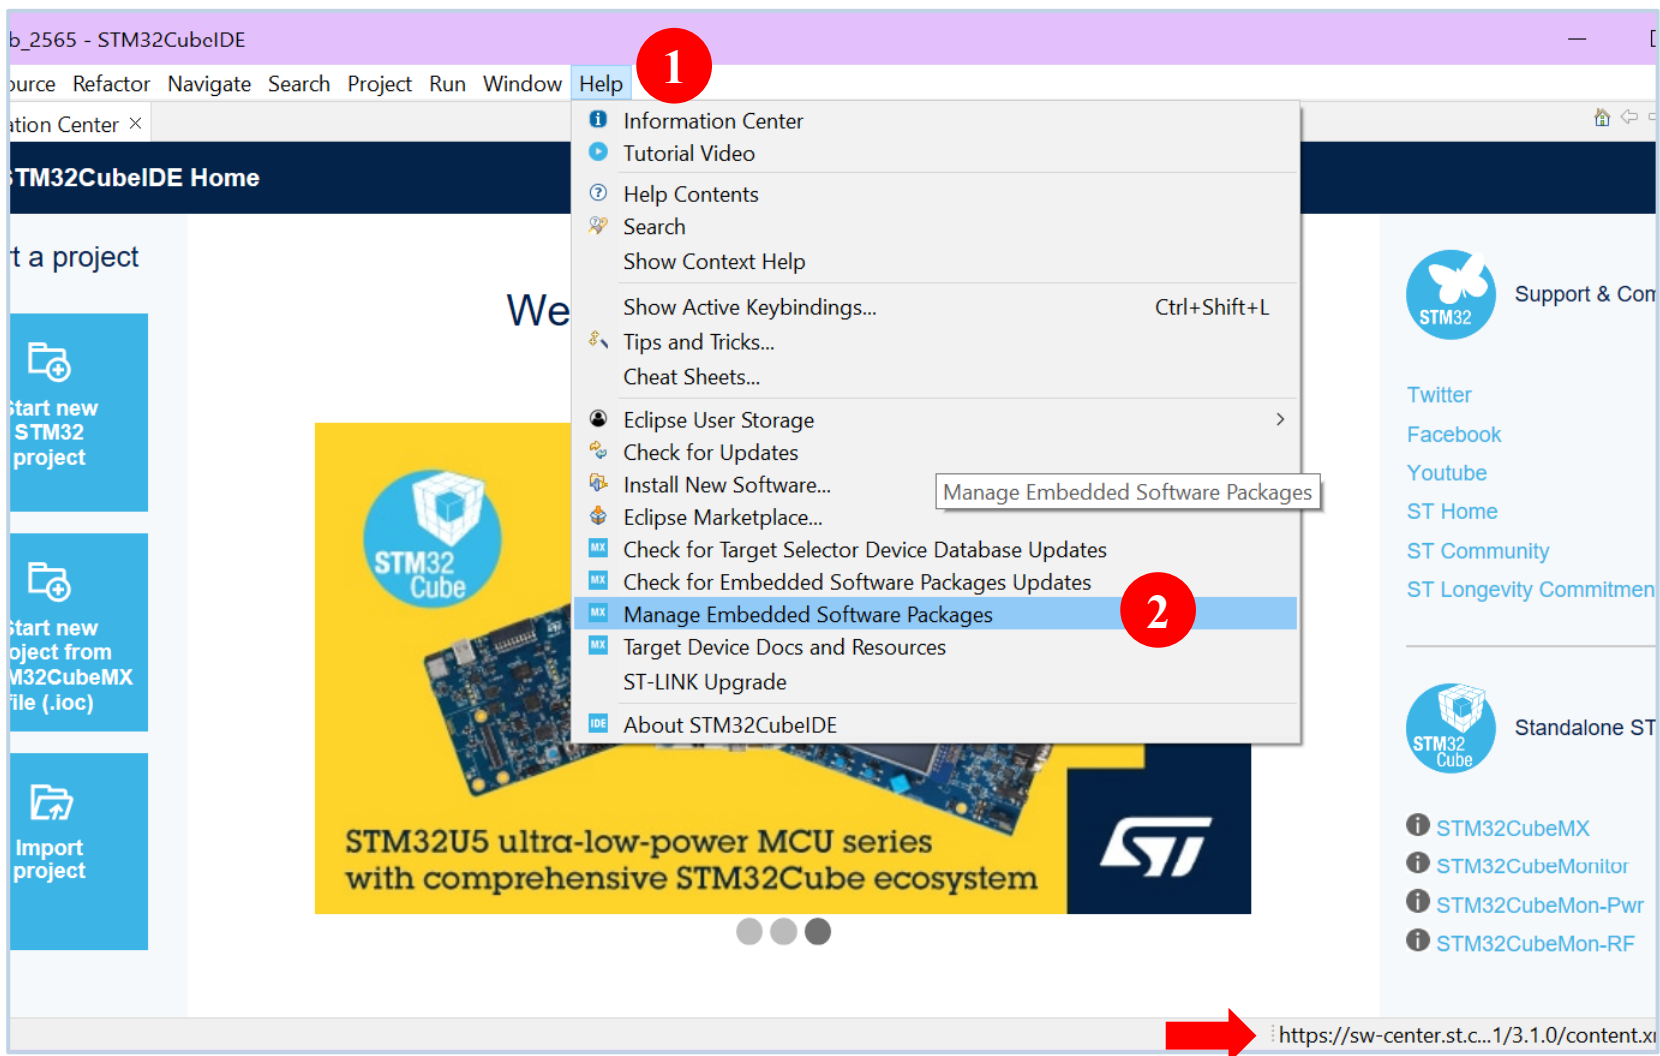 b_2565 - STM32CubeIDE
ource Refactor Navigate Search Project Run Window Help
1
ation Center ×
STM32CubeIDE Home
Information Center
Tutorial Video
Help Contents
Search
Show Context Help
Show Active Keybindings... Ctrl+Shift+L
Tips and Tricks...
Cheat Sheets...
Eclipse User Storage
Check for Updates
Install New Software...
Eclipse Marketplace...
Manage Embedded Software Packages
MX Check for Target Selector Device Database Updates
MX Check for Embedded Software Packages Updates
MX Manage Embedded Software Packages
2
MX Target Device Docs and Resources
ST-LINK Upgrade
IDE About STM32CubeIDE
t a project
Start new
STM32
project
Start new
oject from
M32CubeMX
file (.ioc)
Import
project
We
STM32
Cube
STM32U5 ultra-low-power MCU series
with comprehensive STM32Cube ecosystem
ST
STM32
Support & Com
Twitter
Facebook
Youtube
ST Home
ST Community
ST Longevity Commitmen
STM32
Cube
Standalone ST
STM32CubeMX
STM32CubeMonitor
STM32CubeMon-Pwr
STM32CubeMon-RF
https://sw-center.st.c...1/3.1.0/content.x